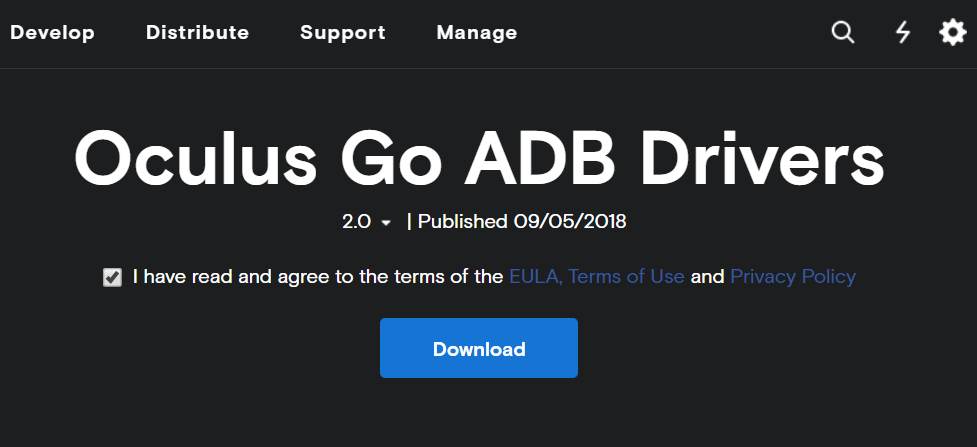 Develop Distribute Support Manage
Oculus Go ADB Drivers
2.0 | Published 09/05/2018
I have read and agree to the terms of the EULA, Terms of Use and Privacy Policy
Download